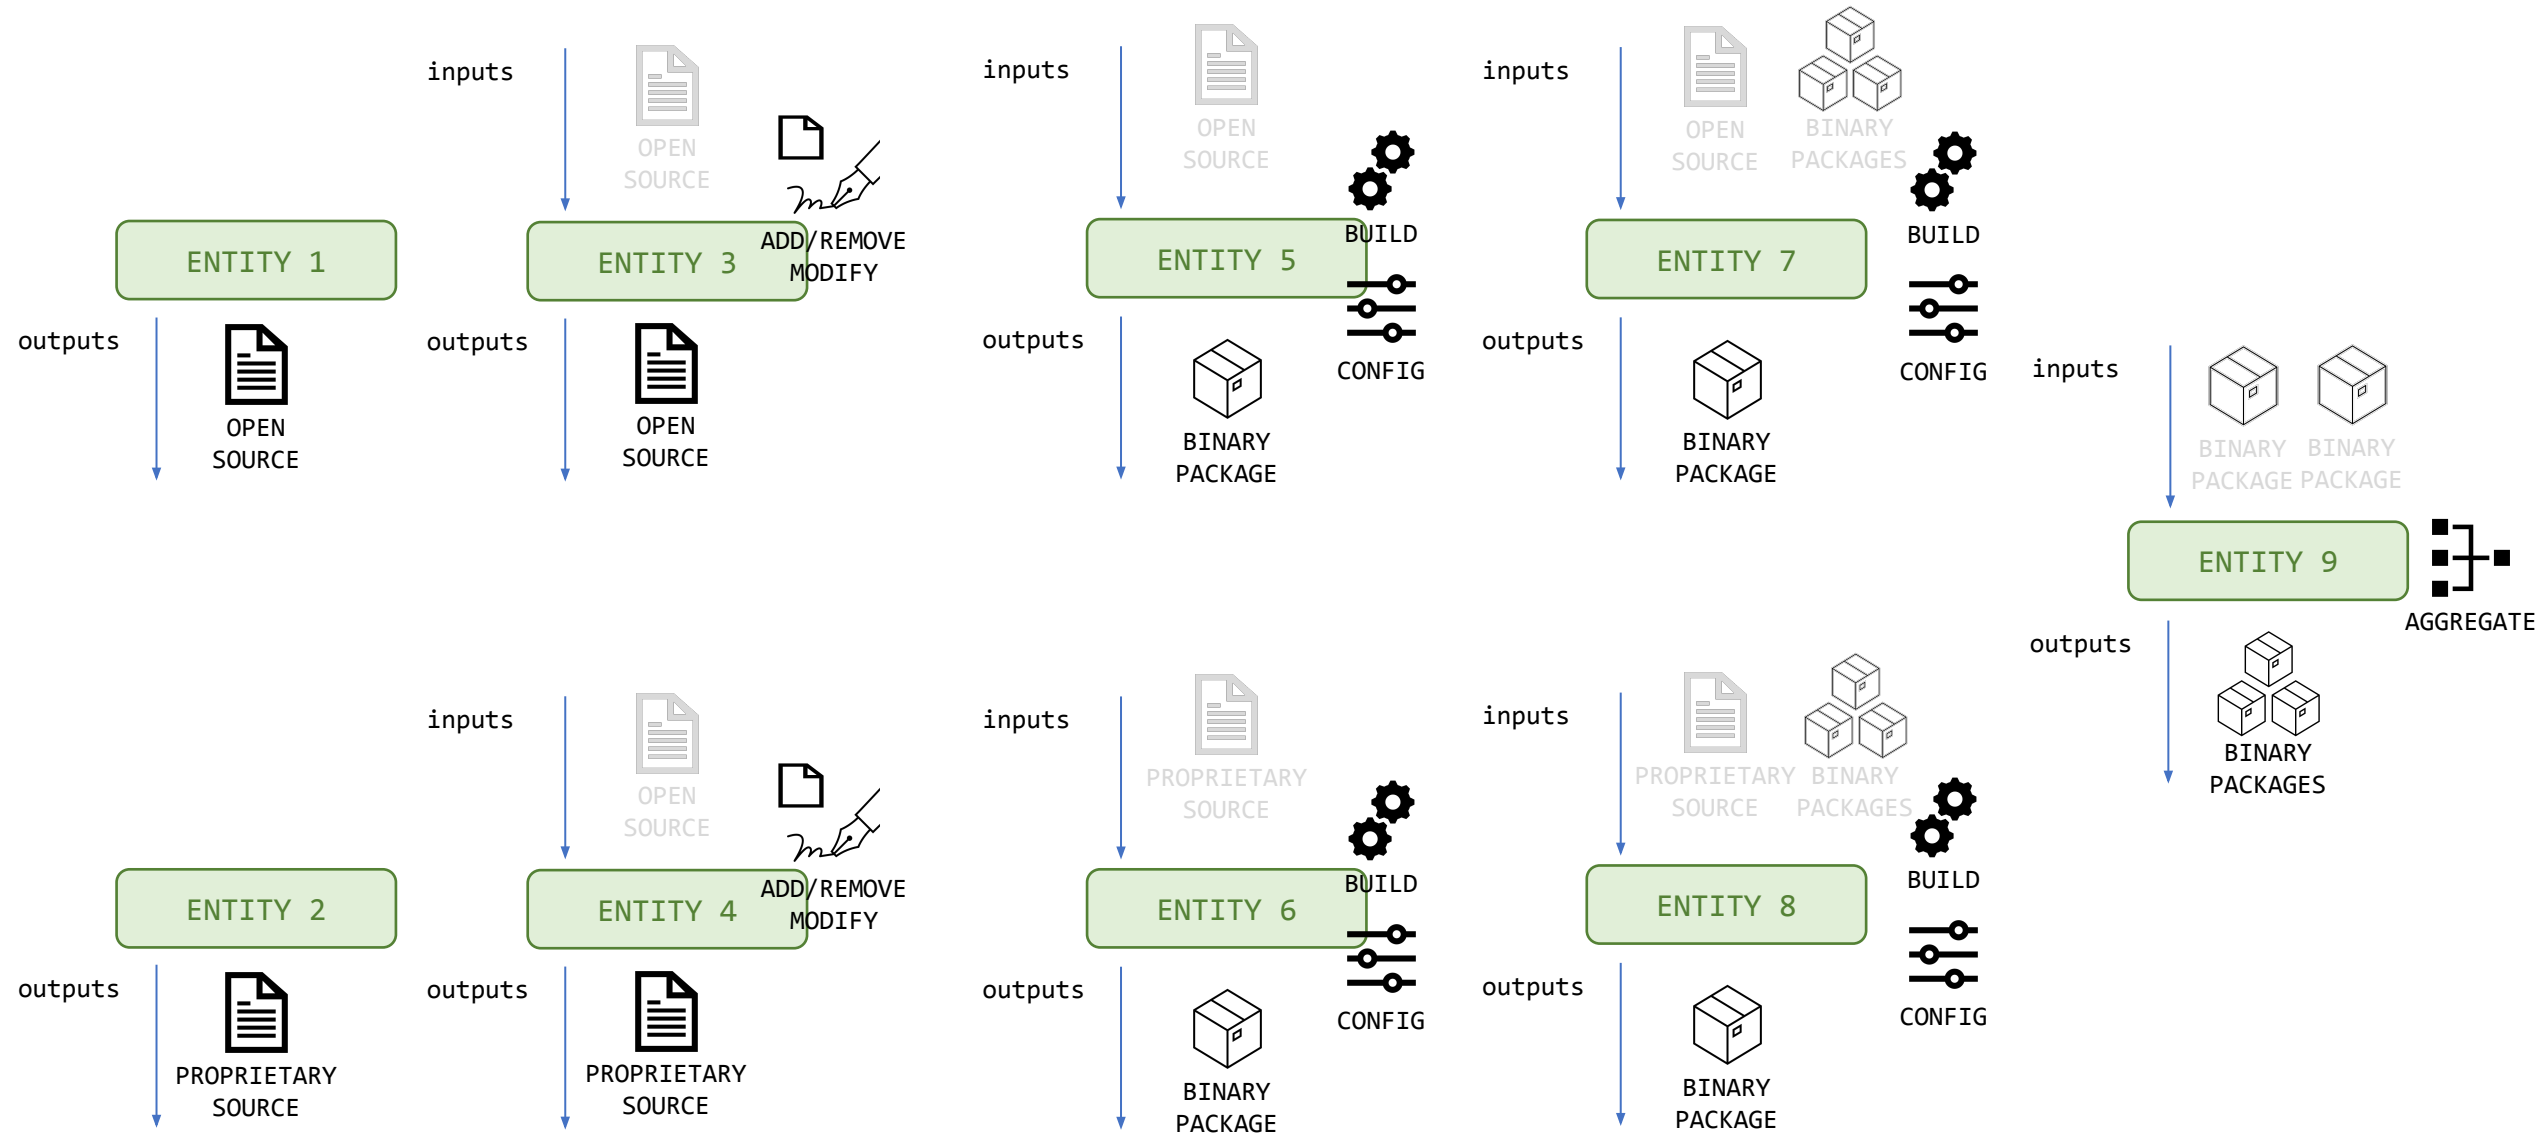 ENTITY 1
outputs
OPEN
SOURCE
inputs
OPEN
SOURCE
ENTITY 3
ADD/REMOVE
MODIFY
outputs
OPEN
SOURCE
inputs
OPEN
SOURCE
ENTITY 5
BUILD
CONFIG
outputs
BINARY
PACKAGE
inputs
OPEN
SOURCE
BINARY
PACKAGES
ENTITY 7
BUILD
CONFIG
outputs
BINARY
PACKAGE
ENTITY 2
outputs
PROPRIETARY
SOURCE
inputs
OPEN
SOURCE
ENTITY 4
ADD/REMOVE
MODIFY
outputs
PROPRIETARY
SOURCE
inputs
PROPRIETARY
SOURCE
ENTITY 6
BUILD
CONFIG
outputs
BINARY
PACKAGE
inputs
PROPRIETARY
SOURCE
BINARY
PACKAGES
ENTITY 8
BUILD
CONFIG
outputs
BINARY
PACKAGE
inputs
BINARY
PACKAGE
BINARY
PACKAGE
ENTITY 9
AGGREGATE
outputs
BINARY
PACKAGES